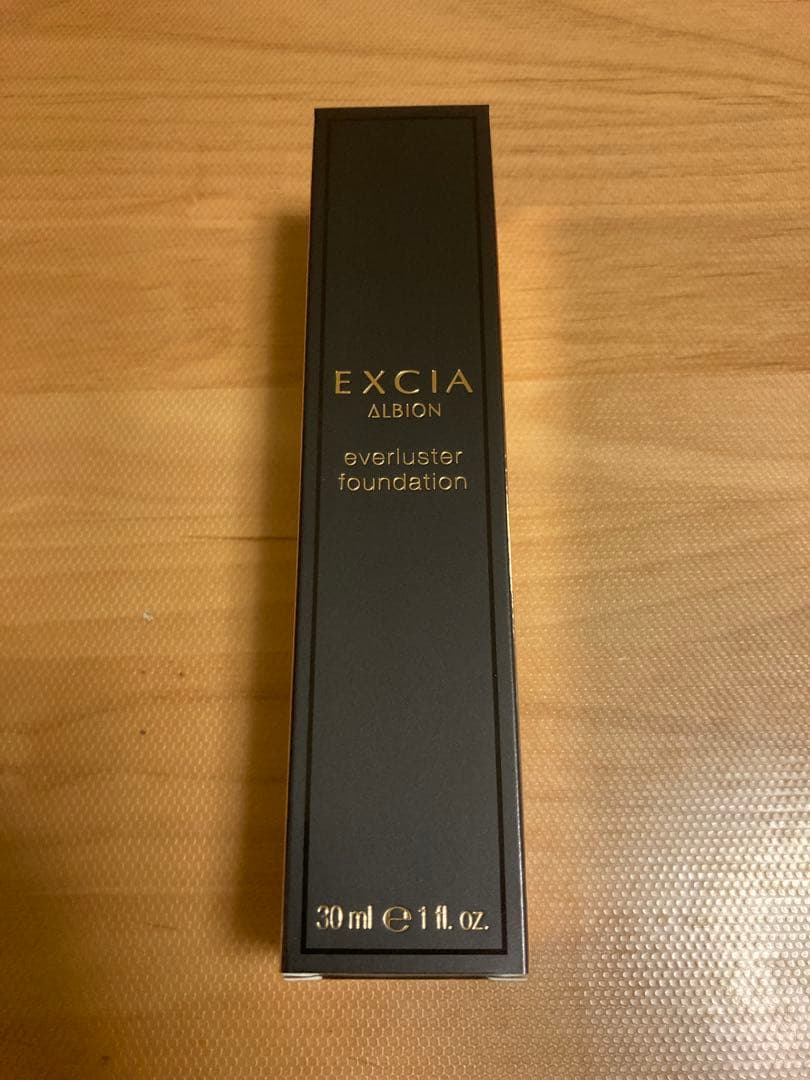 EXCIA
ALBION
everluster
foundation
30 ml ℮ 1 fl. oz.